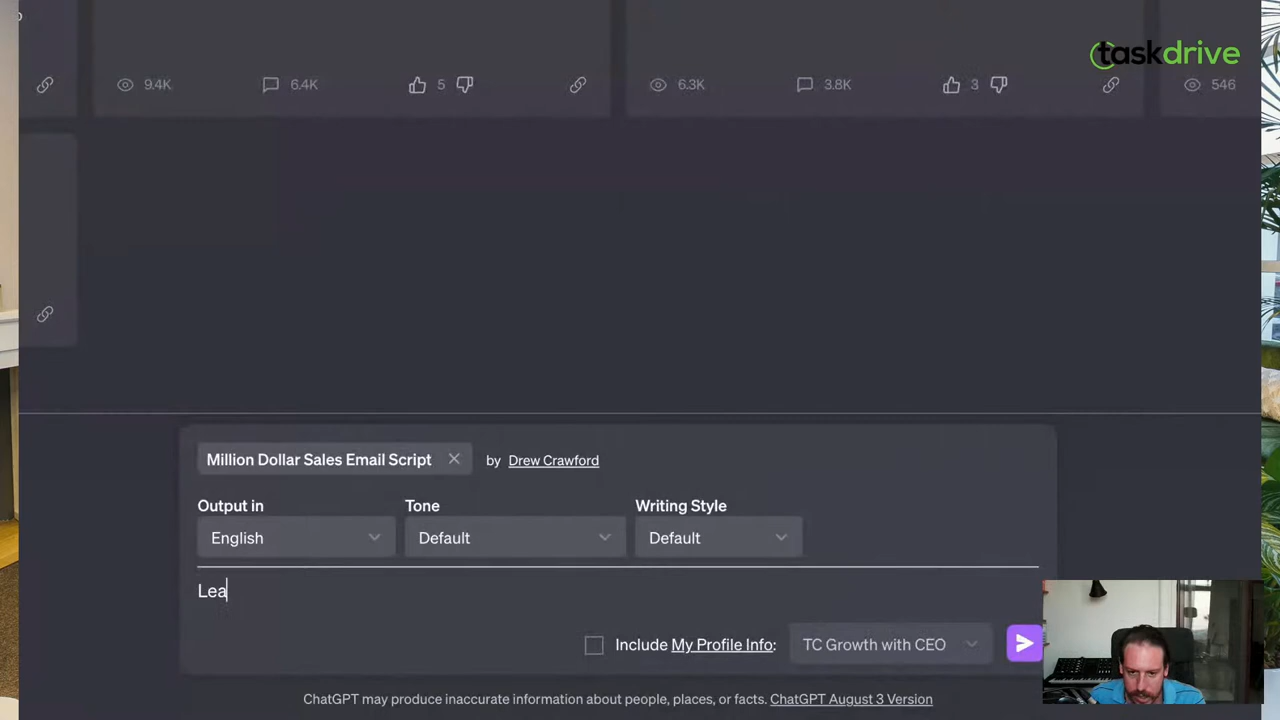 taskdrive
9.4K 6.4K 5 6.3K 3.8K 3 546
Million Dollar Sales Email Script by Drew Crawford
Output in Tone Writing Style
English Default Default
Lea
Include My Profile Info: TC Growth with CEO
ChatGPT may produce inaccurate information about people, places, or facts. ChatGPT August 3 Version